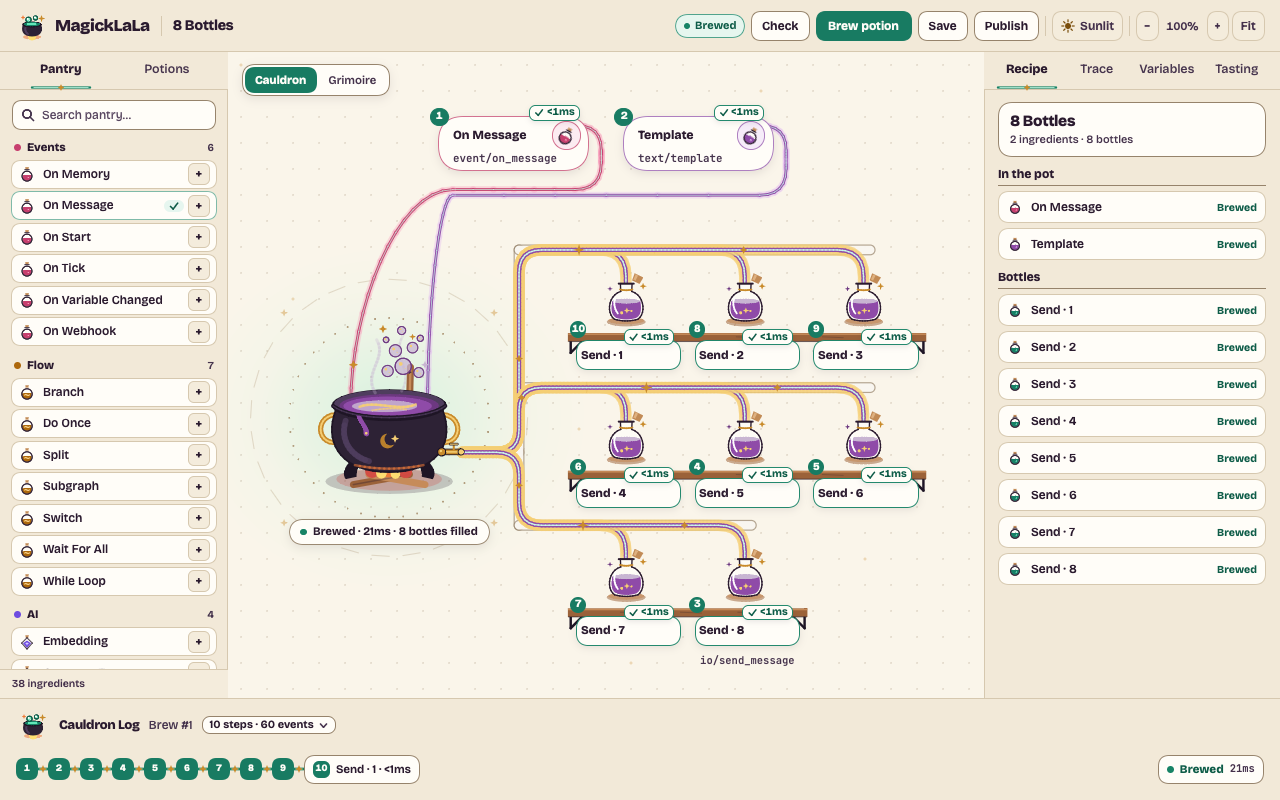 MagickLaLa
8 Bottles
Brewed
Check
Brew potion
Save
Publish
Sunlit
−
100%
+
Fit
Pantry
Potions
Search pantry...
Events
6
On Memory
+
On Message
+
On Start
+
On Tick
+
On Variable Changed
+
On Webhook
+
Flow
7
Branch
+
Do Once
+
Split
+
Subgraph
+
Switch
+
Wait For All
+
While Loop
+
AI
4
Embedding
+
38 ingredients
Cauldron
Grimoire
1
<1ms
On Message
event/on_message
2
<1ms
Template
text/template
10
<1ms
Send · 1
8
<1ms
Send · 2
9
<1ms
Send · 3
6
<1ms
Send · 4
4
<1ms
Send · 5
5
<1ms
Send · 6
Brewed · 21ms · 8 bottles filled
7
<1ms
Send · 7
3
<1ms
Send · 8
io/send_message
Recipe
Trace
Variables
Tasting
8 Bottles
2 ingredients · 8 bottles
In the pot
On Message
Brewed
Template
Brewed
Bottles
Send · 1
Brewed
Send · 2
Brewed
Send · 3
Brewed
Send · 4
Brewed
Send · 5
Brewed
Send · 6
Brewed
Send · 7
Brewed
Send · 8
Brewed
Cauldron Log
Brew #1
10 steps · 60 events
1
2
3
4
5
6
7
8
9
10
Send · 1 · <1ms
Brewed 21ms